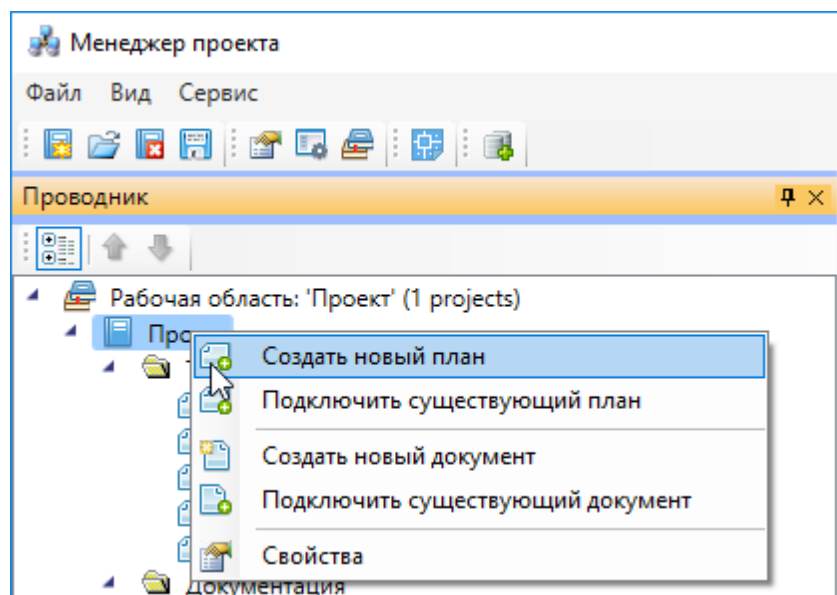 Менеджер проекта
Файл Вид Сервис
Проводник
Рабочая область: 'Проект' (1 projects)
Создать новый план
Подключить существующий план
Создать новый документ
Подключить существующий документ
Свойства
Документация